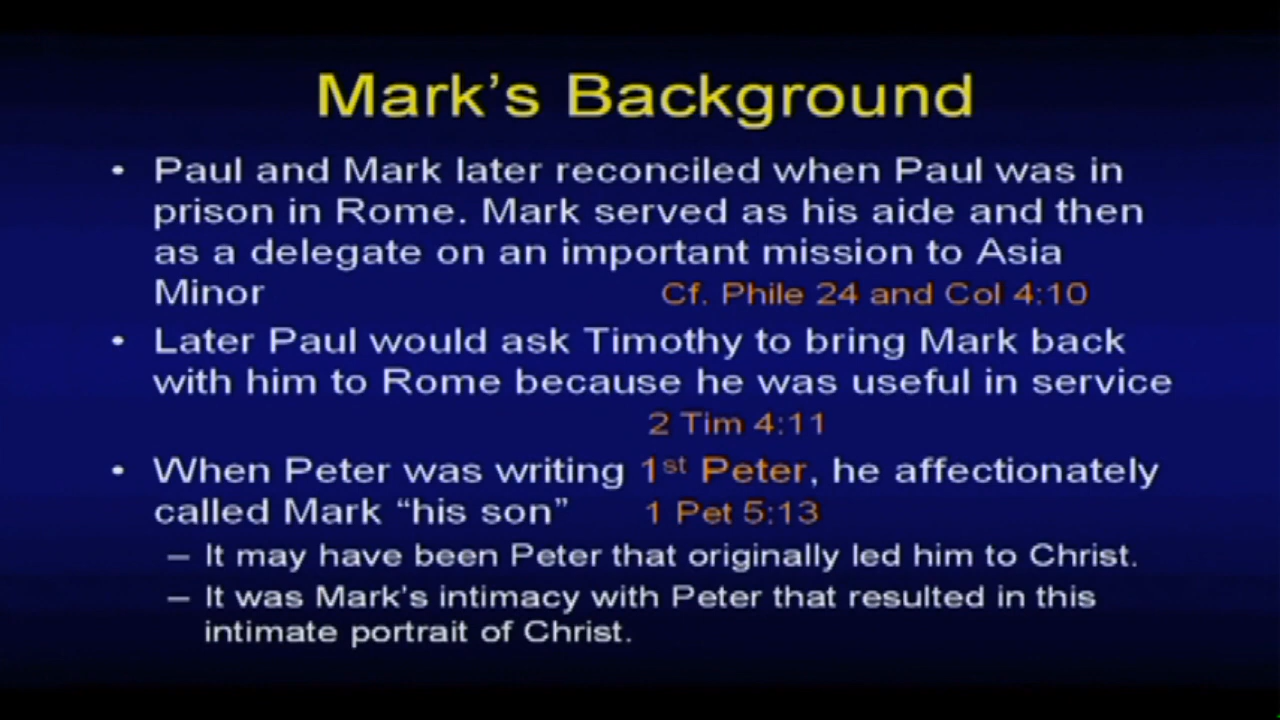 Mark's Background
• Paul and Mark later reconciled when Paul was in
prison in Rome. Mark served as his aide and then
as a delegate on an important mission to Asia
Minor Cf. Phile 24 and Col 4:10
• Later Paul would ask Timothy to bring Mark back
with him to Rome because he was useful in service
2 Tim 4:11
• When Peter was writing 1st Peter, he affectionately
called Mark “his son” 1 Pet 5:13
– It may have been Peter that originally led him to Christ.
– It was Mark's intimacy with Peter that resulted in this
intimate portrait of Christ.